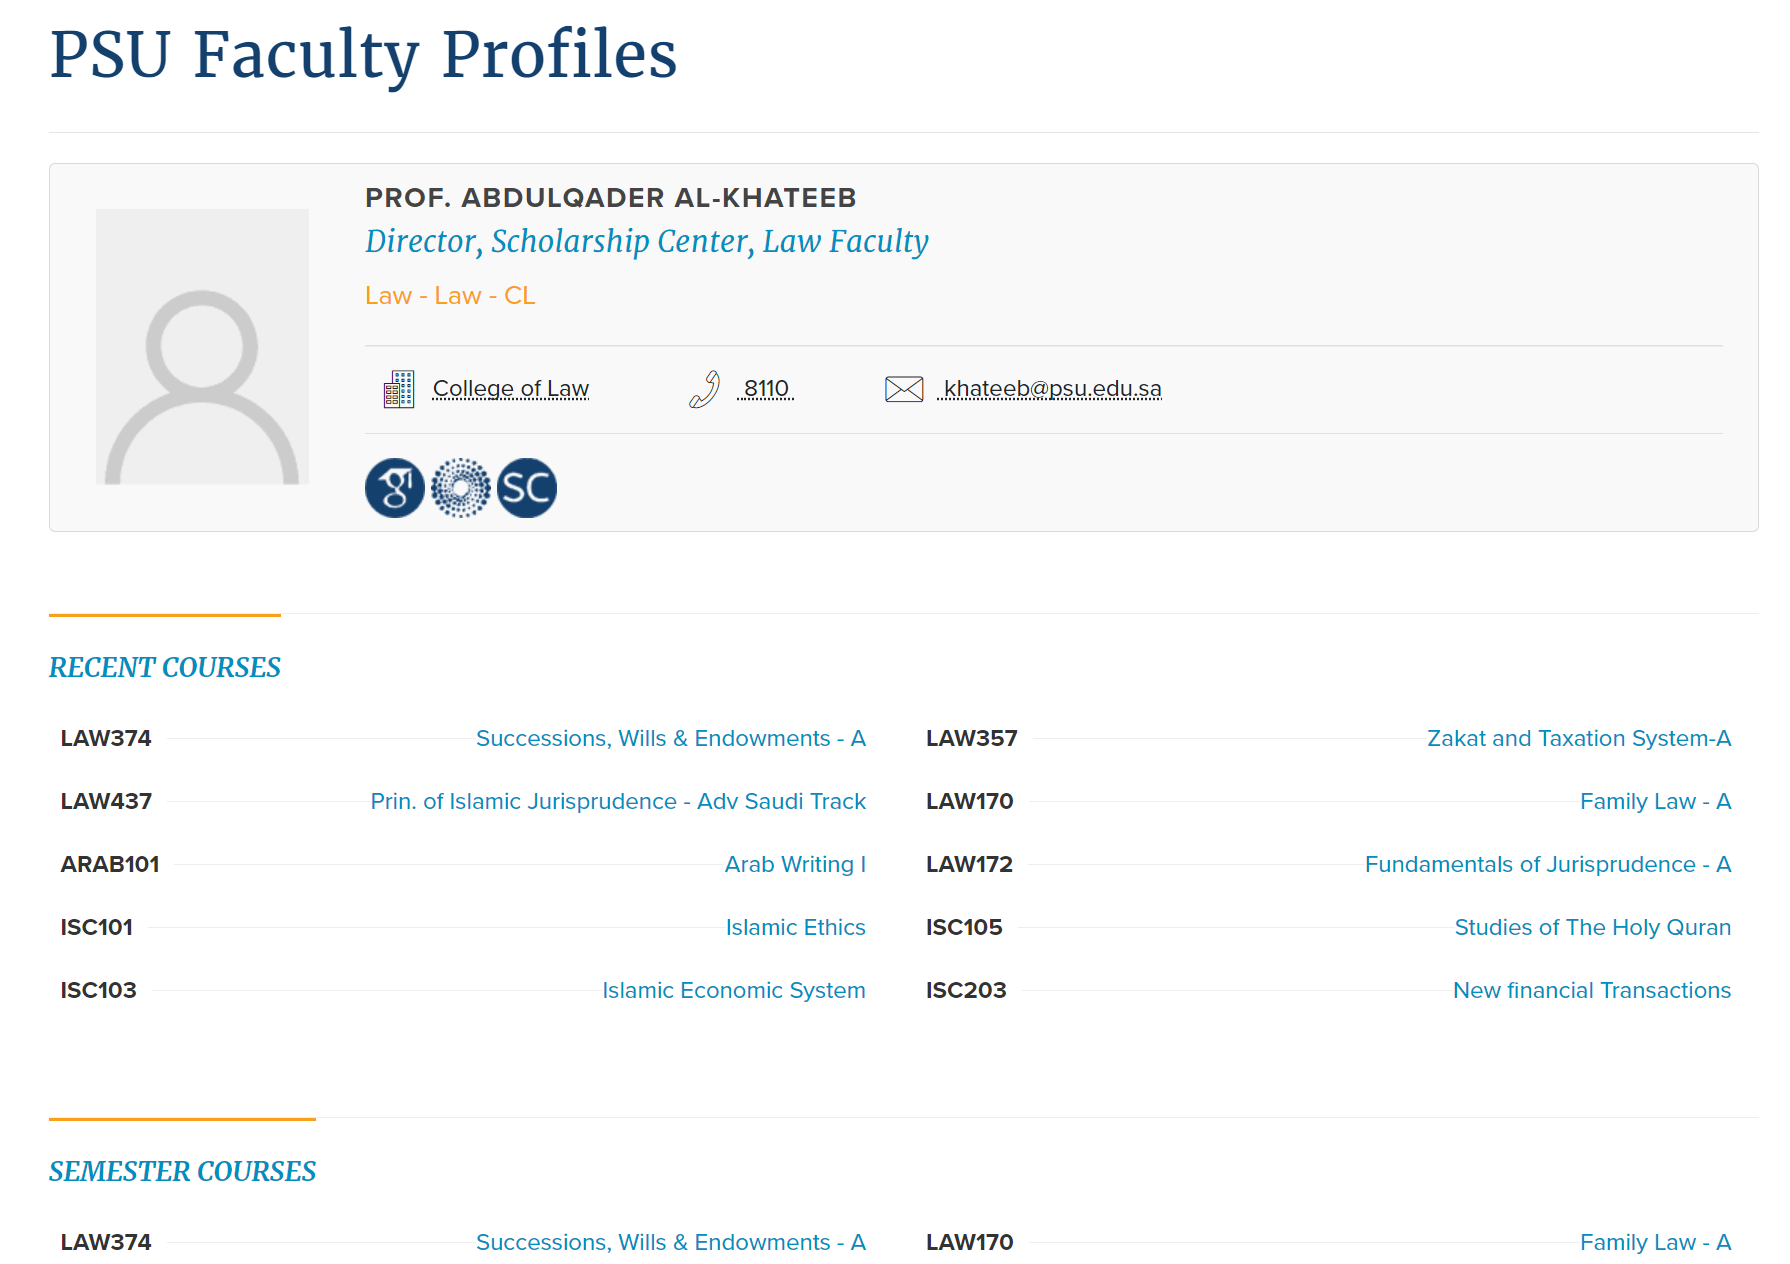 PSU Faculty Profiles
PROF. ABDULQADER AL-KHATEEB
Director, Scholarship Center, Law Faculty
Law - Law - CL
College of Law 8110 khateeb@psu.edu.sa
g SC
RECENT COURSES
LAW374 Successions, Wills & Endowments - A
LAW357 Zakat and Taxation System-A
LAW437 Prin. of Islamic Jurisprudence - Adv Saudi Track
LAW170 Family Law - A
ARAB101 Arab Writing I
LAW172 Fundamentals of Jurisprudence - A
ISC101 Islamic Ethics
ISC105 Studies of The Holy Quran
ISC103 Islamic Economic System
ISC203 New financial Transactions
SEMESTER COURSES
LAW374 Successions, Wills & Endowments - A
LAW170 Family Law - A